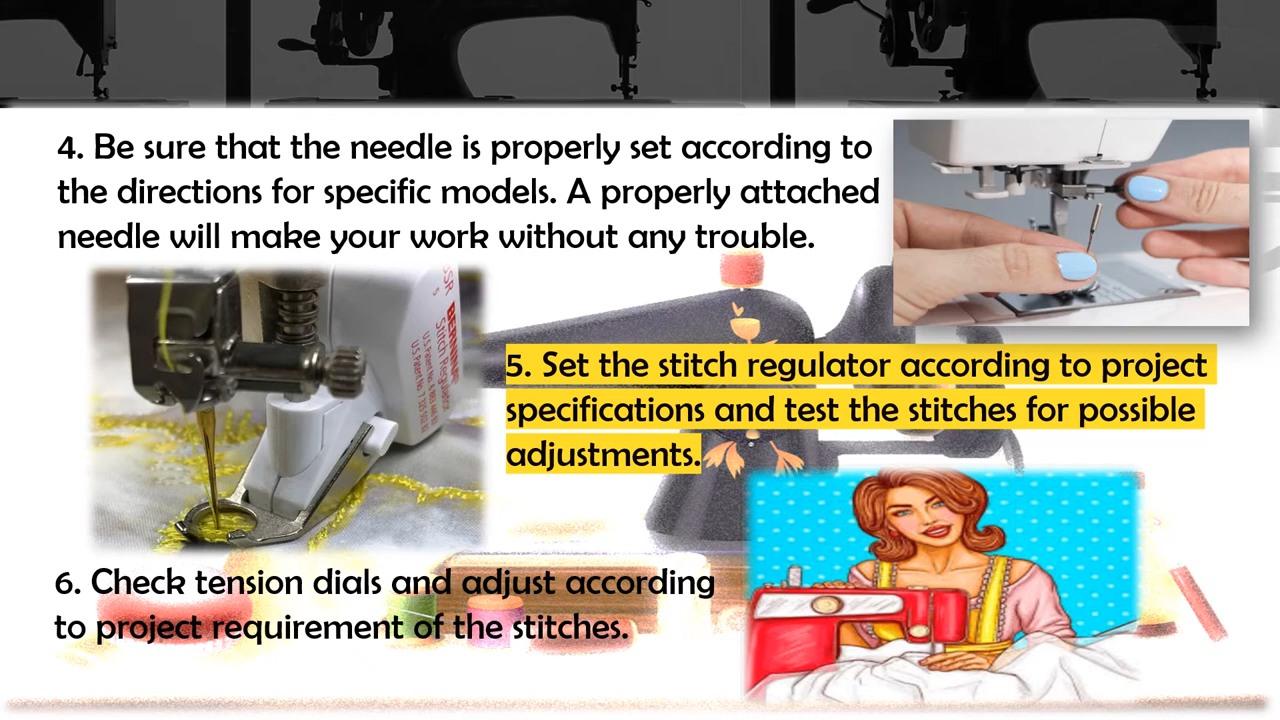 4. Be sure that the needle is properly set according to
the directions for specific models. A properly attached
needle will make your work without any trouble.
BERNINA
Stitch Regulator
5. Set the stitch regulator according to project
specifications and test the stitches for possible
adjustments.
6. Check tension dials and adjust according
to project requirement of the stitches.